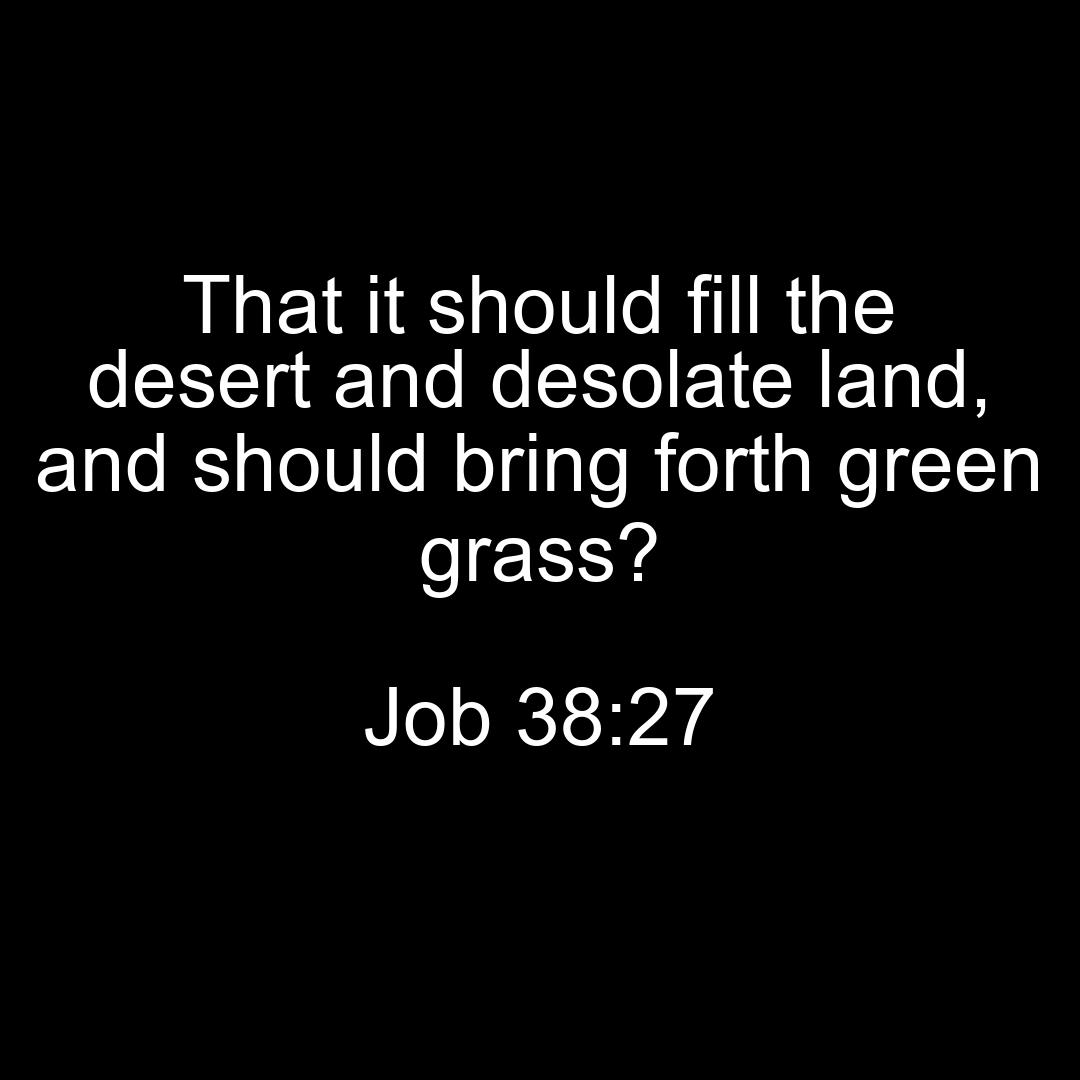 That it should fill the
desert and desolate land,
and should bring forth green
grass?
Job 38:27